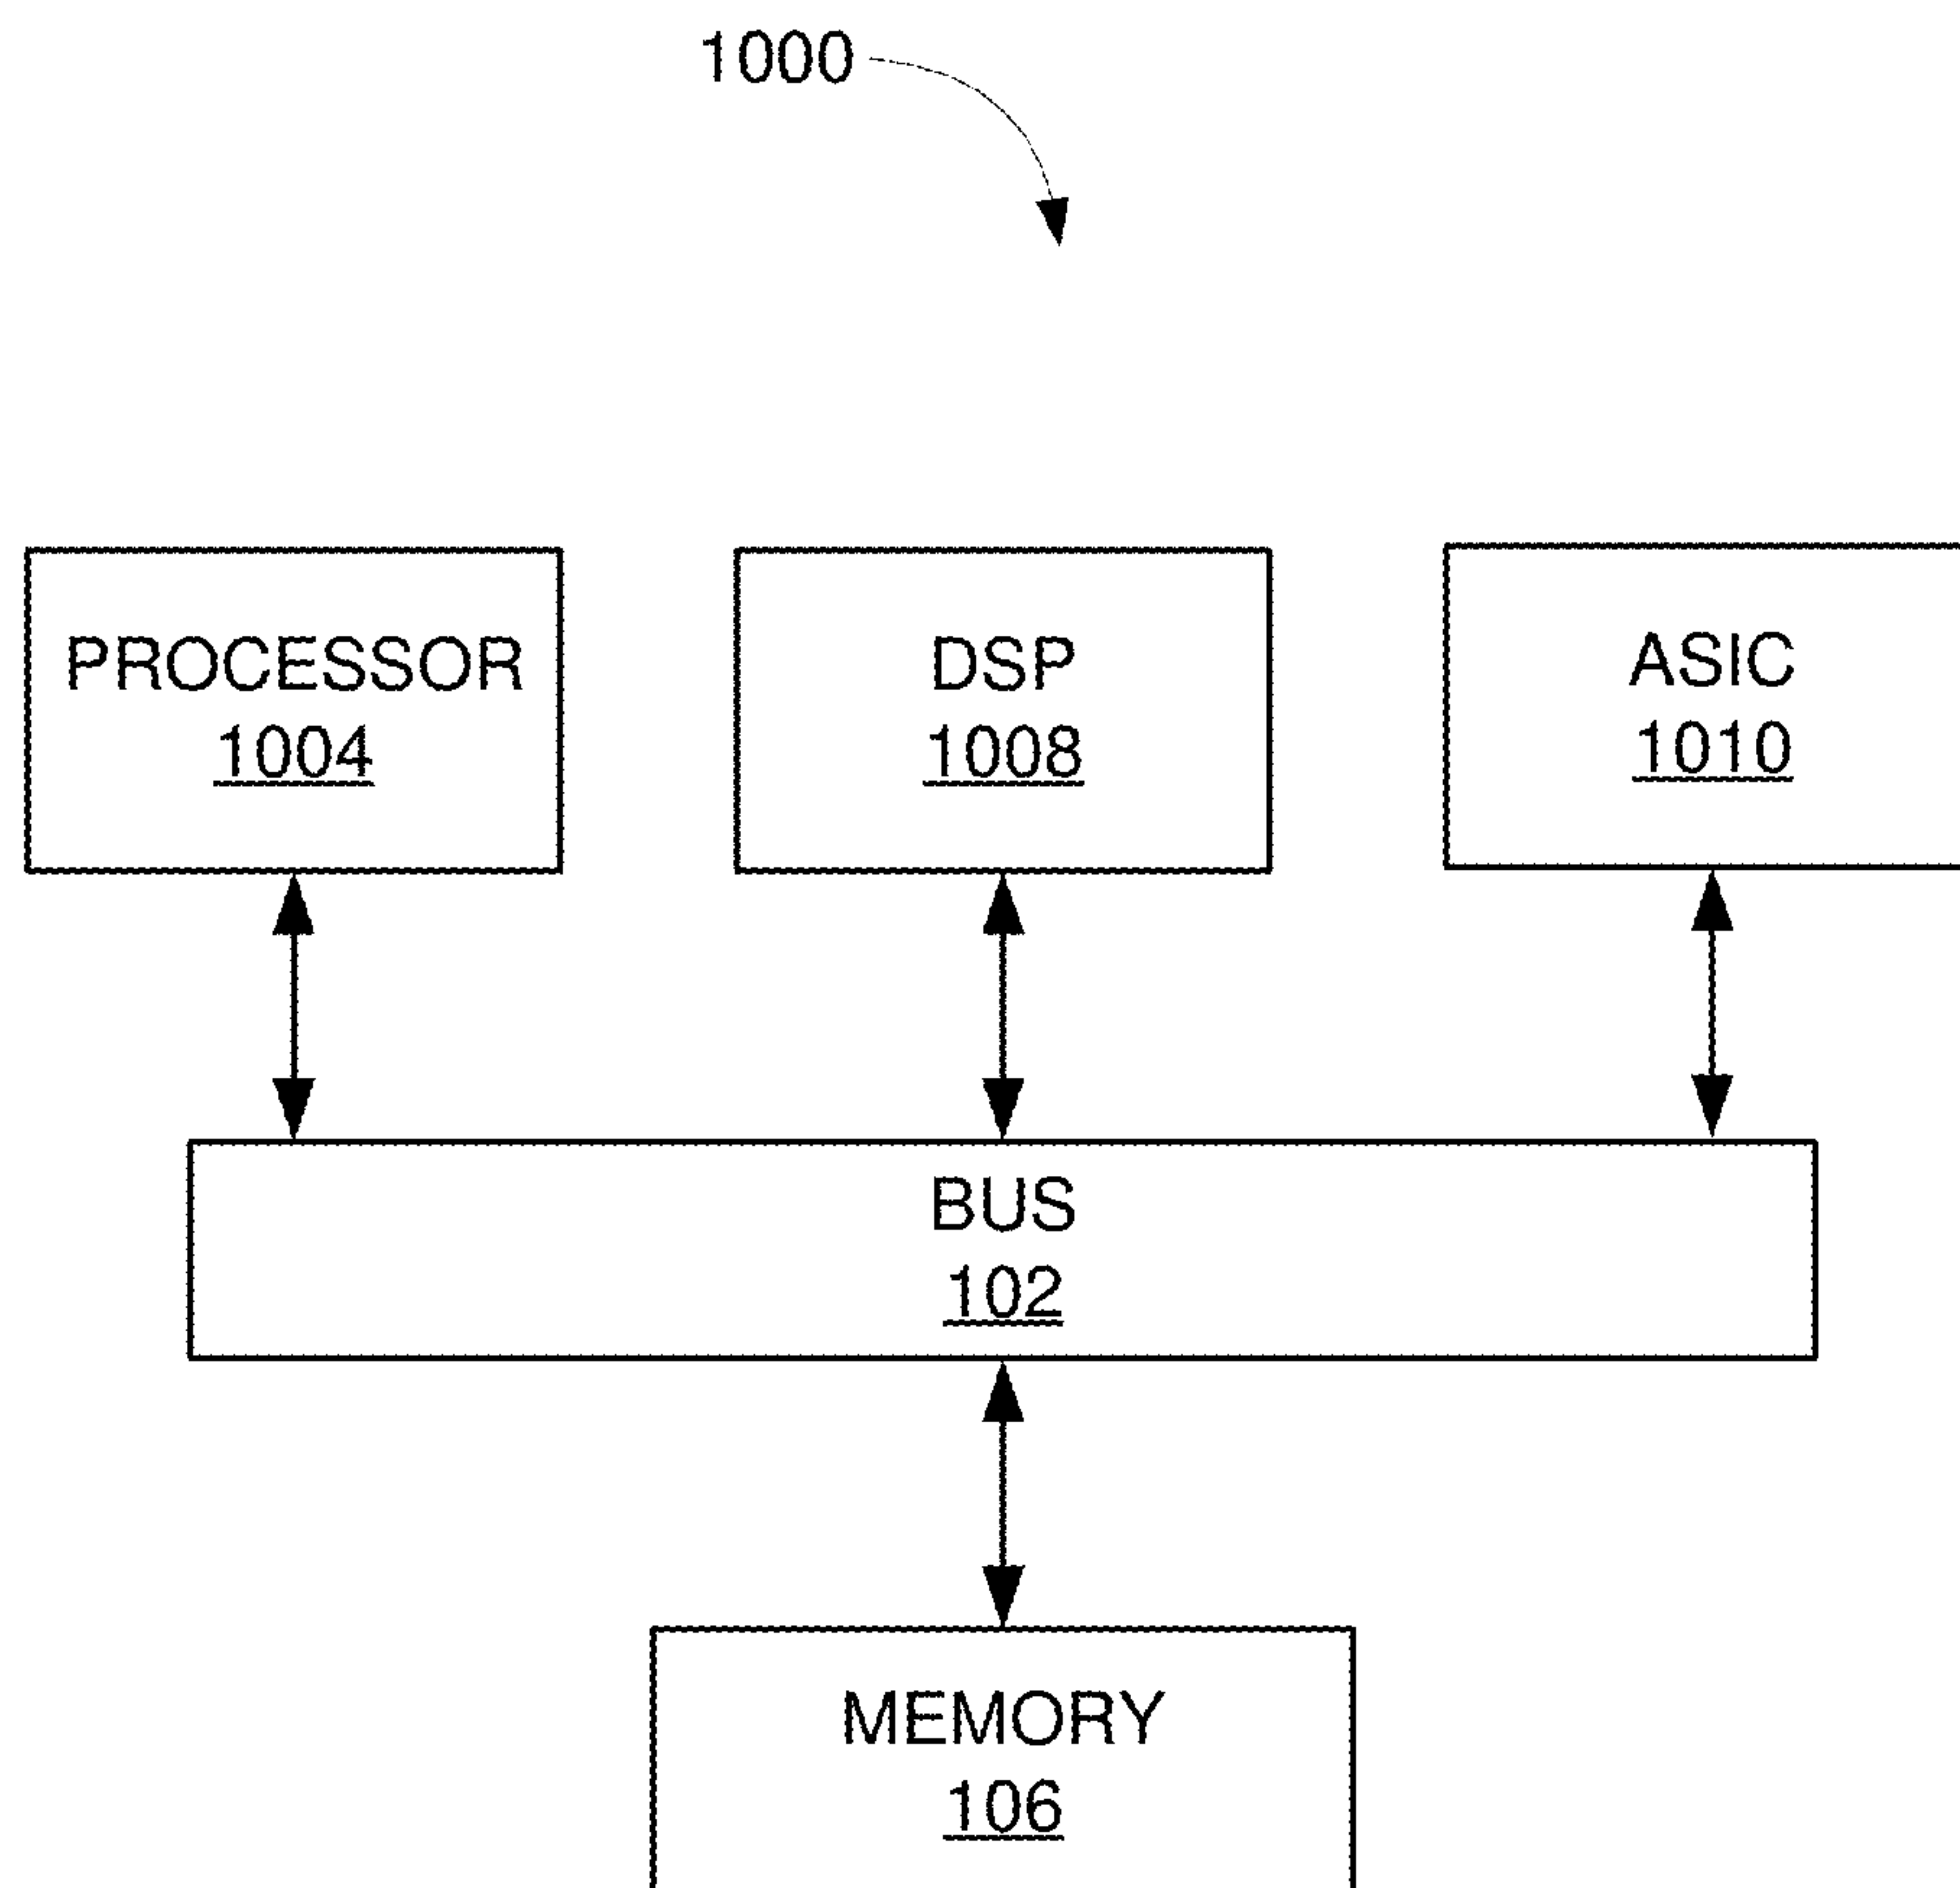 1000
PROCESSOR
1004
DSP
1008
ASIC
1010
BUS
102
MEMORY
106